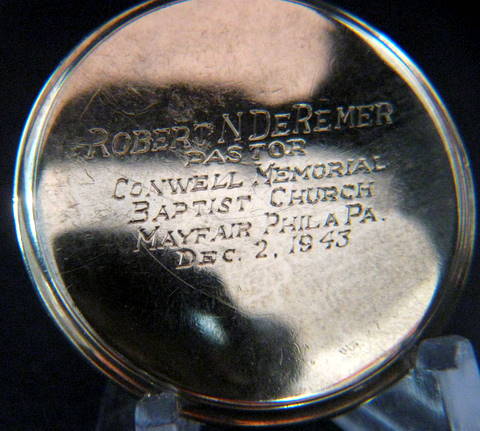 ROBERT N DEREMER
PASTOR
CONWELL MEMORIAL
BAPTIST CHURCH
MAYFAIR PHILA PA.
DEC. 2, 1943